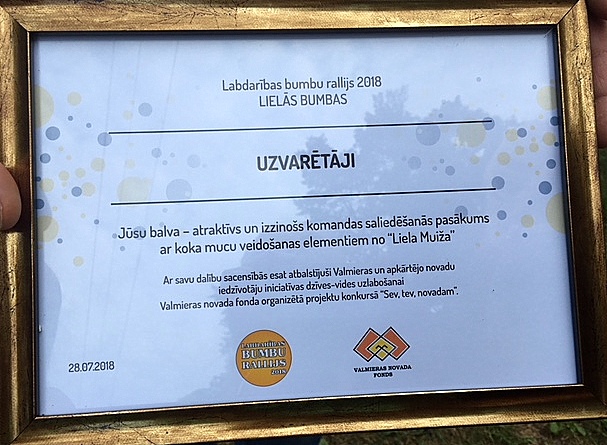 Labdarības bumbu rallijs 2018
LIELĀS BUMBAS
UZVARĒTĀJI
Jūsu balva – atraktīvs un izzinošs komandas saliedēšanās pasākums
ar koka mucu veidošanas elementiem no “Liela Muiža”
Ar savu dalību sacensībās esat atbalstījuši Valmieras un apkārtējo novadu
iedzīvotāju iniciatīvas dzīves-vides uzlabošanai
Valmieras novada fonda organizētā projektu konkursā “Sev, tev, novadam”.
28.07.2018
LABDARĪBAS
BUMBU
RALLIJS
2018
VALMIERAS NOVADA
FONDS